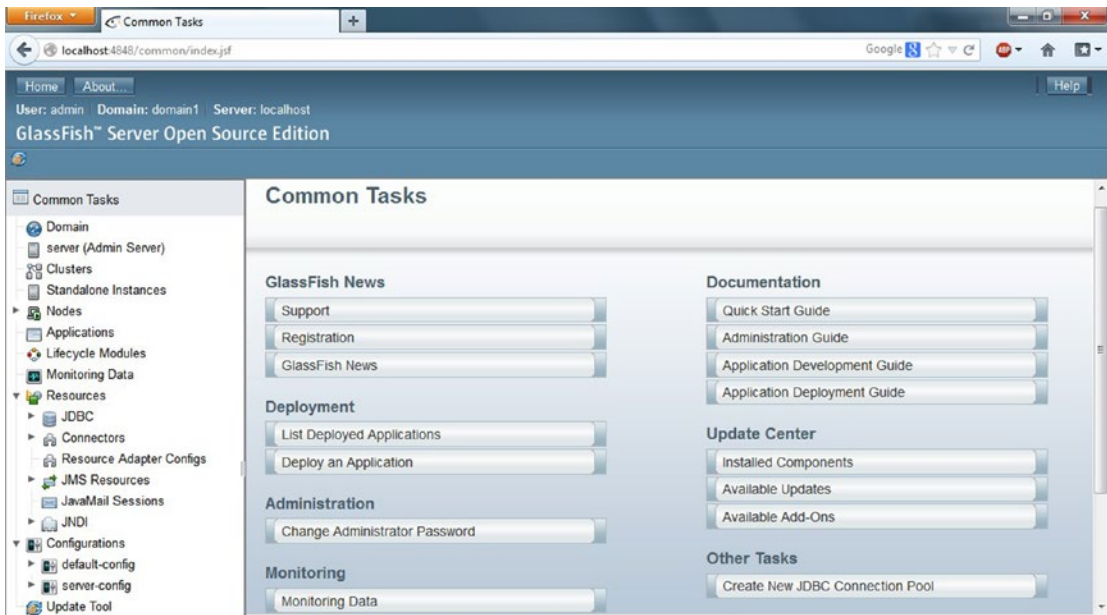 Firefox
Common Tasks
localhost:4848/common/index.jsf
Google
Home About...
Help
User: admin Domain: domain1 Server: localhost
GlassFish™ Server Open Source Edition
Common Tasks
Domain
server (Admin Server)
Clusters
Standalone Instances
Nodes
Applications
Lifecycle Modules
Monitoring Data
Resources
JDBC
Connectors
Resource Adapter Configs
JMS Resources
JavaMail Sessions
JNDI
Configurations
default-config
server-config
Update Tool
Common Tasks
GlassFish News
Support
Registration
GlassFish News
Deployment
List Deployed Applications
Deploy an Application
Administration
Change Administrator Password
Monitoring
Monitoring Data
Documentation
Quick Start Guide
Administration Guide
Application Development Guide
Application Deployment Guide
Update Center
Installed Components
Available Updates
Available Add-Ons
Other Tasks
Create New JDBC Connection Pool